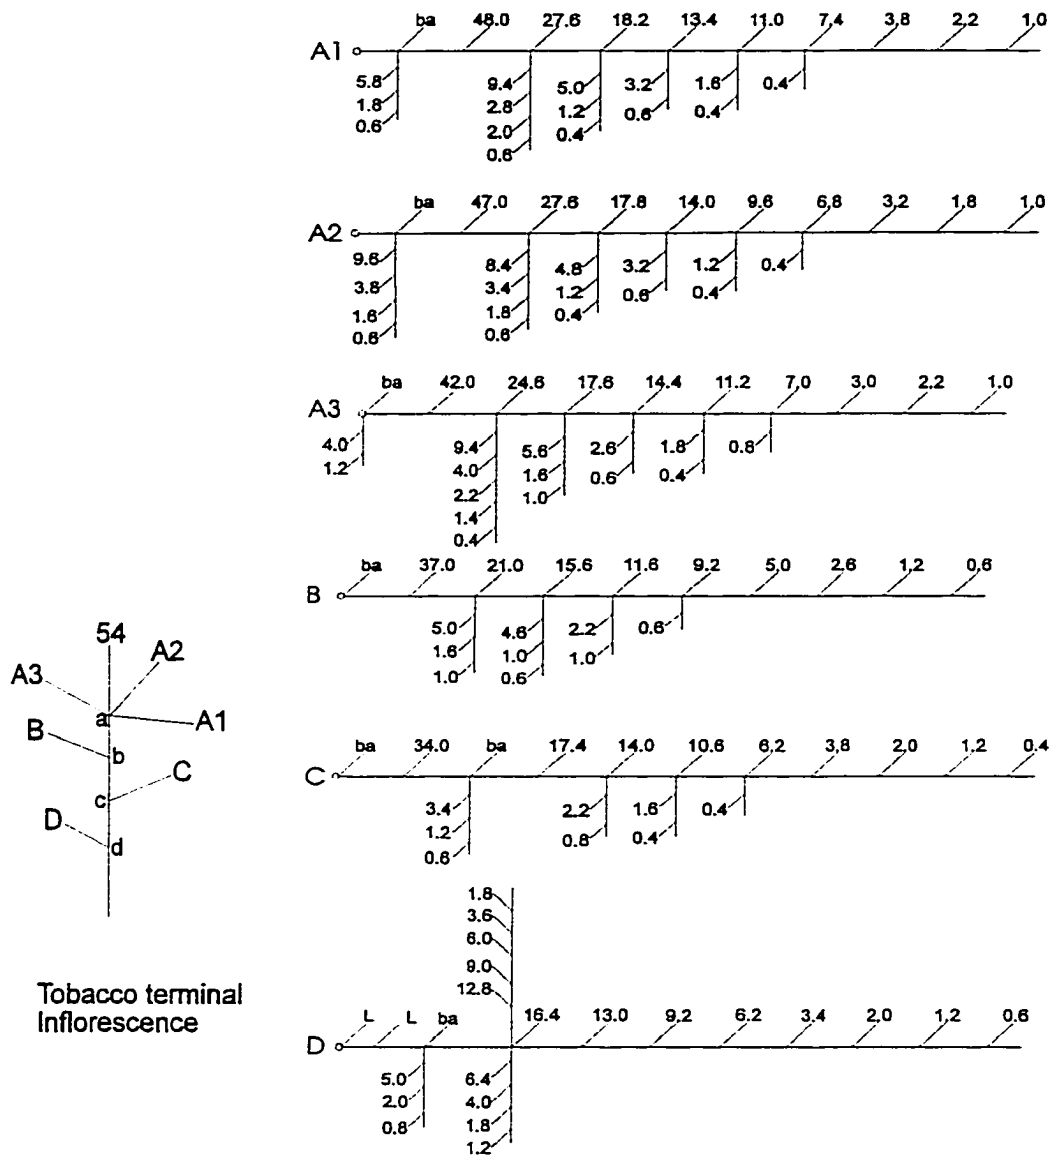 ba 48.0 27.6 18.2 13.4 11.0 7.4 3.8 2.2 1.0
A1
5.8 9.4 5.0 3.2 1.6 0.4
1.8 2.8 1.2 0.6 0.4
0.6 2.0 0.4
0.6
ba 47.0 27.6 17.8 14.0 9.6 6.8 3.2 1.8 1.0
A2
9.6 8.4 4.8 3.2 1.2 0.4
3.8 3.4 1.2 0.6 0.4
1.6 1.8 0.4
0.6 0.6
ba 42.0 24.6 17.6 14.4 11.2 7.0 3.0 2.2 1.0
A3
4.0 9.4 5.6 2.6 1.8 0.8
1.2 4.0 1.6 0.6 0.4
2.2 1.0
1.4
0.4
ba 37.0 21.0 15.6 11.6 9.2 5.0 2.6 1.2 0.6
B
5.0 4.6 2.2 0.6
1.6 1.0 1.0
1.0 0.6
54
A2
A3
a A1
B
b
C
c
D
d
ba 34.0 ba 17.4 14.0 10.6 6.2 3.8 2.0 1.2 0.4
C
3.4 2.2 1.6 0.4
1.2 0.8 0.4
0.6
1.8
3.6
6.0
9.0
12.8
L L ba 16.4 13.0 9.2 6.2 3.4 2.0 1.2 0.6
D
5.0 6.4
2.0 4.0
0.8 1.8
1.2
Tobacco terminal
Inflorescence